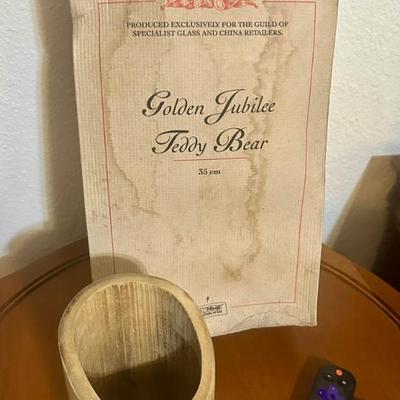 PRODUCED EXCLUSIVELY FOR THE GUILD OF
SPECIALIST GLASS AND CHINA RETAILERS.
Golden Jubilee
Teddy Bear
35 cm